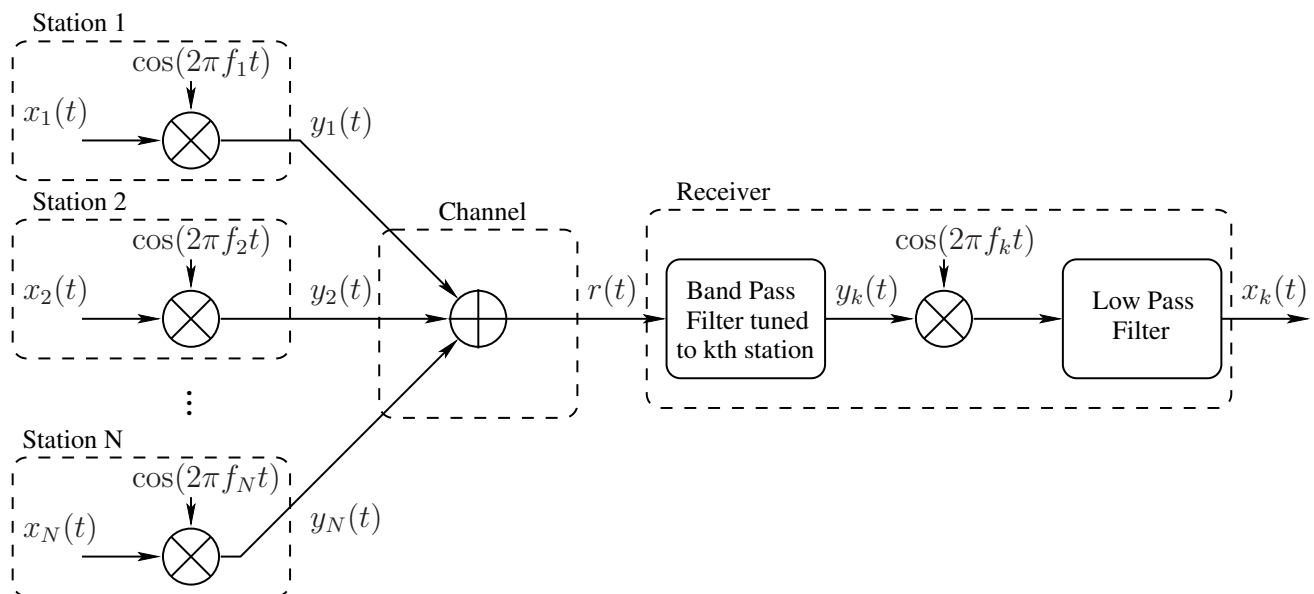 Station 1
cos(2πf₁t)
x₁(t)
y₁(t)
Station 2
cos(2πf₂t)
x₂(t)
y₂(t)
⋮
Station N
cos(2πf_Nt)
x_N(t)
y_N(t)
Channel
r(t)
Receiver
Band Pass
Filter tuned
to kth station
y_k(t)
cos(2πf_kt)
Low Pass
Filter
x_k(t)